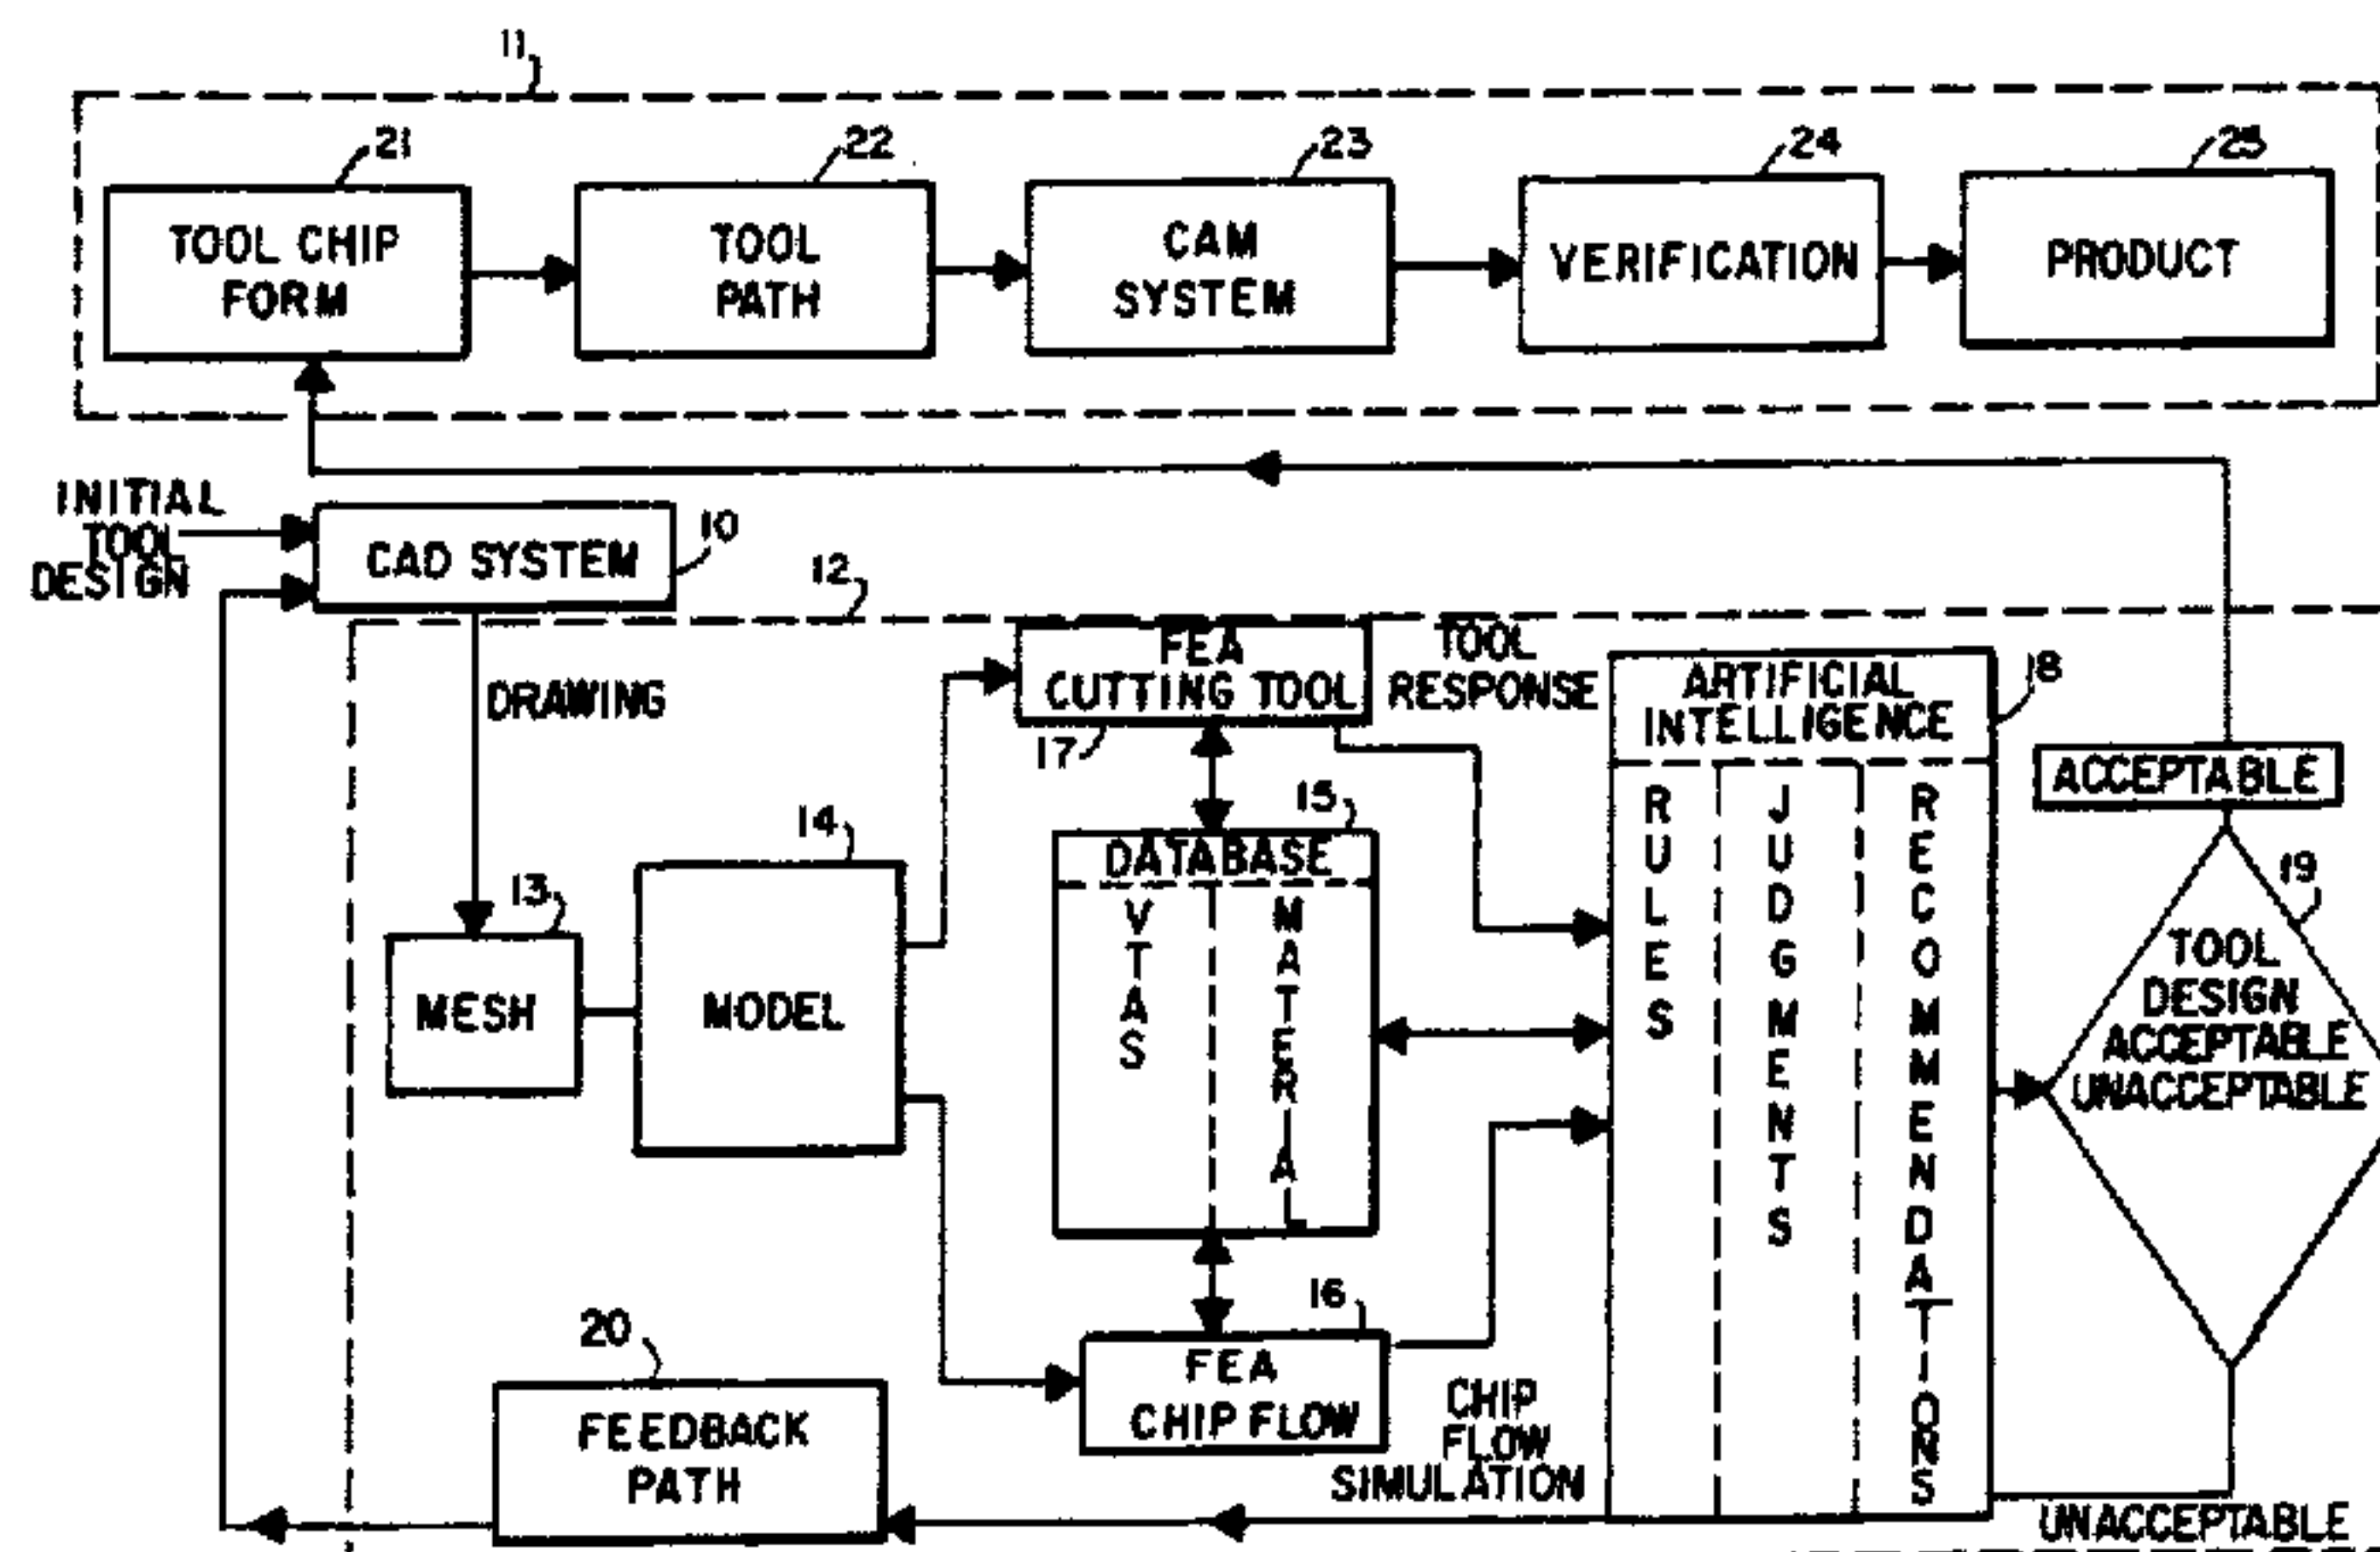 11
21
22
23
24
25
TOOL CHIP
FORM
TOOL
PATH
CAM
SYSTEM
VERIFICATION
PRODUCT
INITIAL
TOOL
DESIGN
CAD SYSTEM
10
12
DRAWING
FEA
CUTTING TOOL
17
TOOL
RESPONSE
ARTIFICIAL
INTELLIGENCE
18
RULES
JUDGMENTS
RECOMMENDATIONS
ACCEPTABLE
19
TOOL
DESIGN
ACCEPTABLE
UNACCEPTABLE
13
MESH
14
MODEL
15
DATABASE
VTAS
MATERIAL
16
FEA
CHIP FLOW
CHIP
FLOW
SIMULATION
20
FEEDBACK
PATH
UNACCEPTABLE